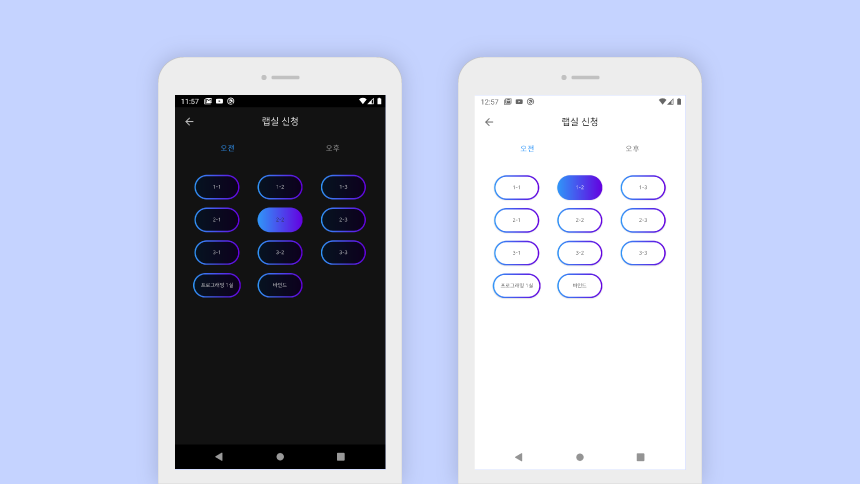 11:57
랩실 신청
오전 오후
1-1 1-2 1-3
2-1 2-2 2-3
3-1 3-2 3-3
프로그래밍 1실 바인드
12:57
랩실 신청
오전 오후
1-1 1-2 1-3
2-1 2-2 2-3
3-1 3-2 3-3
프로그래밍 1실 바인드